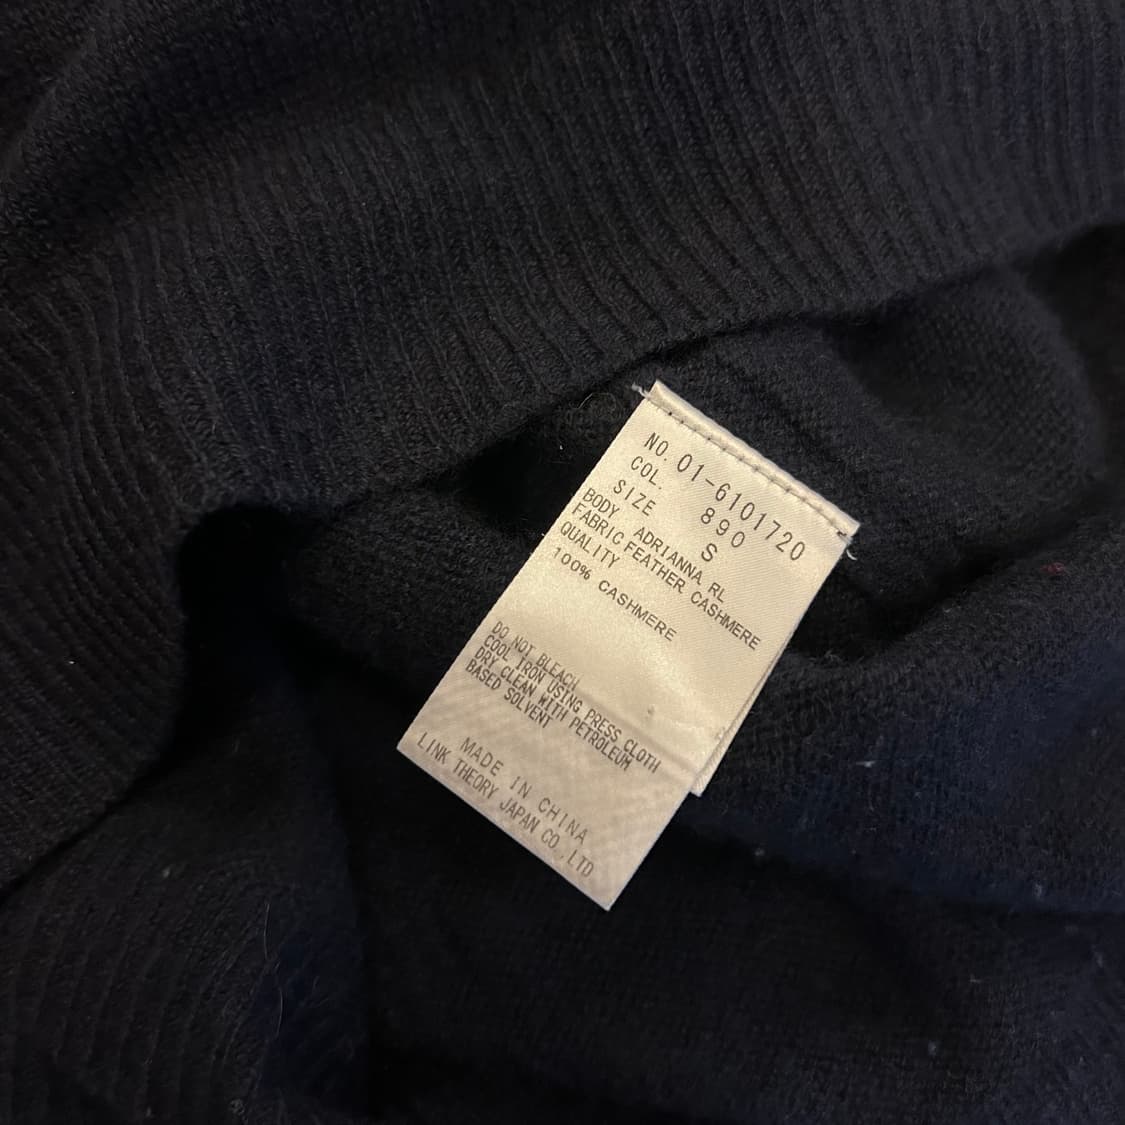 NO. 01-6101720
COL. 890
SIZE S
BODY ADRIANNA RL
FABRIC FEATHER CASHMERE
QUALITY
100% CASHMERE
DO NOT BLEACH
COOL IRON USING PRESS CLOTH
DRY CLEAN WITH PETROLEUM
BASED SOLVENT
MADE IN CHINA
LINK THEORY JAPAN CO.,LTD